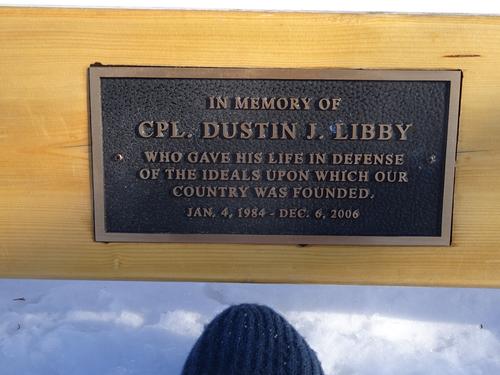 IN MEMORY OF
CPL. DUSTIN J. LIBBY
WHO GAVE HIS LIFE IN DEFENSE
OF THE IDEALS UPON WHICH OUR
COUNTRY WAS FOUNDED.
JAN. 4, 1984 - DEC. 6, 2006